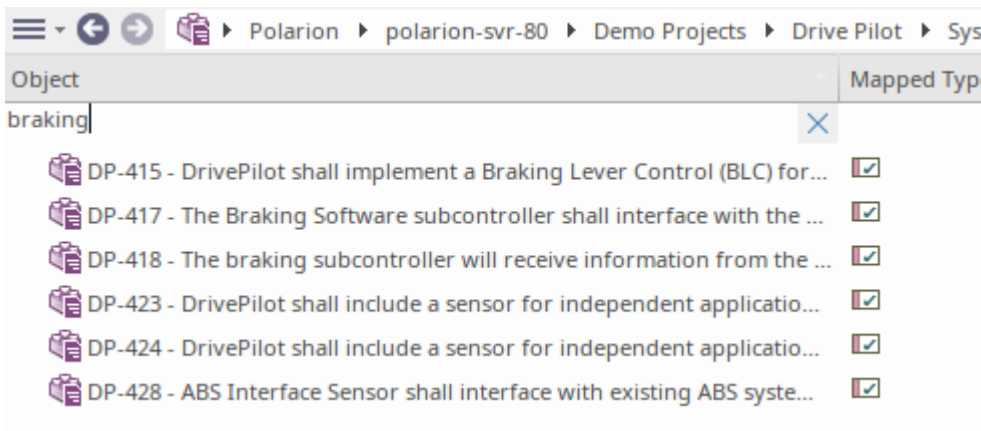 Polarion polarion-svr-80 Demo Projects Drive Pilot Sys
Object Mapped Typ
braking
DP-415 - DrivePilot shall implement a Braking Lever Control (BLC) for...
DP-417 - The Braking Software subcontroller shall interface with the ...
DP-418 - The braking subcontroller will receive information from the ...
DP-423 - DrivePilot shall include a sensor for independent applicatio...
DP-424 - DrivePilot shall include a sensor for independent applicatio...
DP-428 - ABS Interface Sensor shall interface with existing ABS syste...